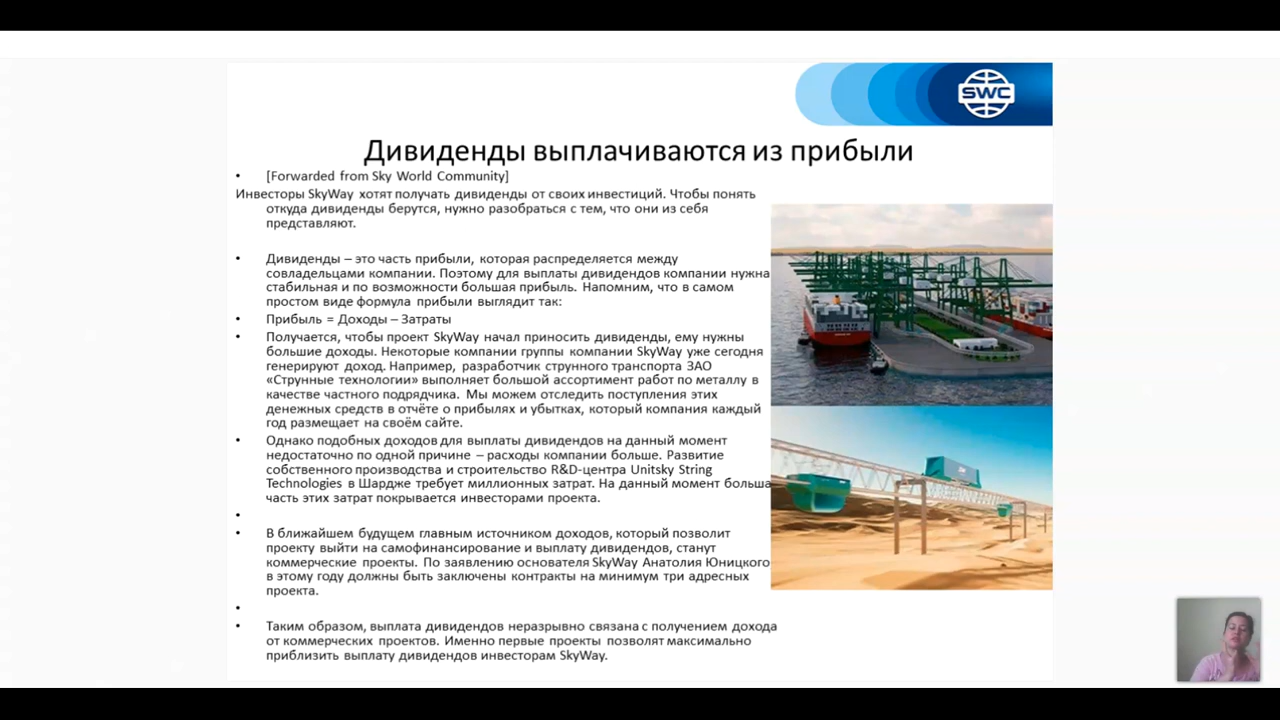 SWC
Дивиденды выплачиваются из прибыли
• [Forwarded from Sky World Community]
Инвесторы SkyWay хотят получать дивиденды от своих инвестиций. Чтобы понять
откуда дивиденды берутся, нужно разобраться с тем, что они из себя
представляют.
• Дивиденды – это часть прибыли, которая распределяется между
совладельцами компании. Поэтому для выплаты дивидендов компании нужна
стабильная и по возможности большая прибыль. Напомним, что в самом
простом виде формула прибыли выглядит так:
• Прибыль = Доходы – Затраты
• Получается, чтобы проект SkyWay начал приносить дивиденды, ему нужны
большие доходы. Некоторые компании группы компании SkyWay уже сегодня
генерируют доход. Например, разработчик струнного транспорта ЗАО
«Струнные технологии» выполняет большой ассортимент работ по металлу в
качестве частного подрядчика. Мы можем отследить поступления этих
денежных средств в отчёте о прибылях и убытках, который компания каждый
год размещает на своём сайте.
• Однако подобных доходов для выплаты дивидендов на данный момент
недостаточно по одной причине – расходы компании больше. Развитие
собственного производства и строительство R&D-центра Unitsky String
Technologies в Шардже требует миллионных затрат. На данный момент больша
часть этих затрат покрывается инвесторами проекта.
•
• В ближайшем будущем главным источником доходов, который позволит
проекту выйти на самофинансирование и выплату дивидендов, станут
коммерческие проекты. По заявлению основателя SkyWay Анатолия Юницкого
в этому году должны быть заключены контракты на минимум три адресных
проекта.
•
• Таким образом, выплата дивидендов неразрывно связана с получением дохода
от коммерческих проектов. Именно первые проекты позволят максимально
приблизить выплату дивидендов инвесторам SkyWay.